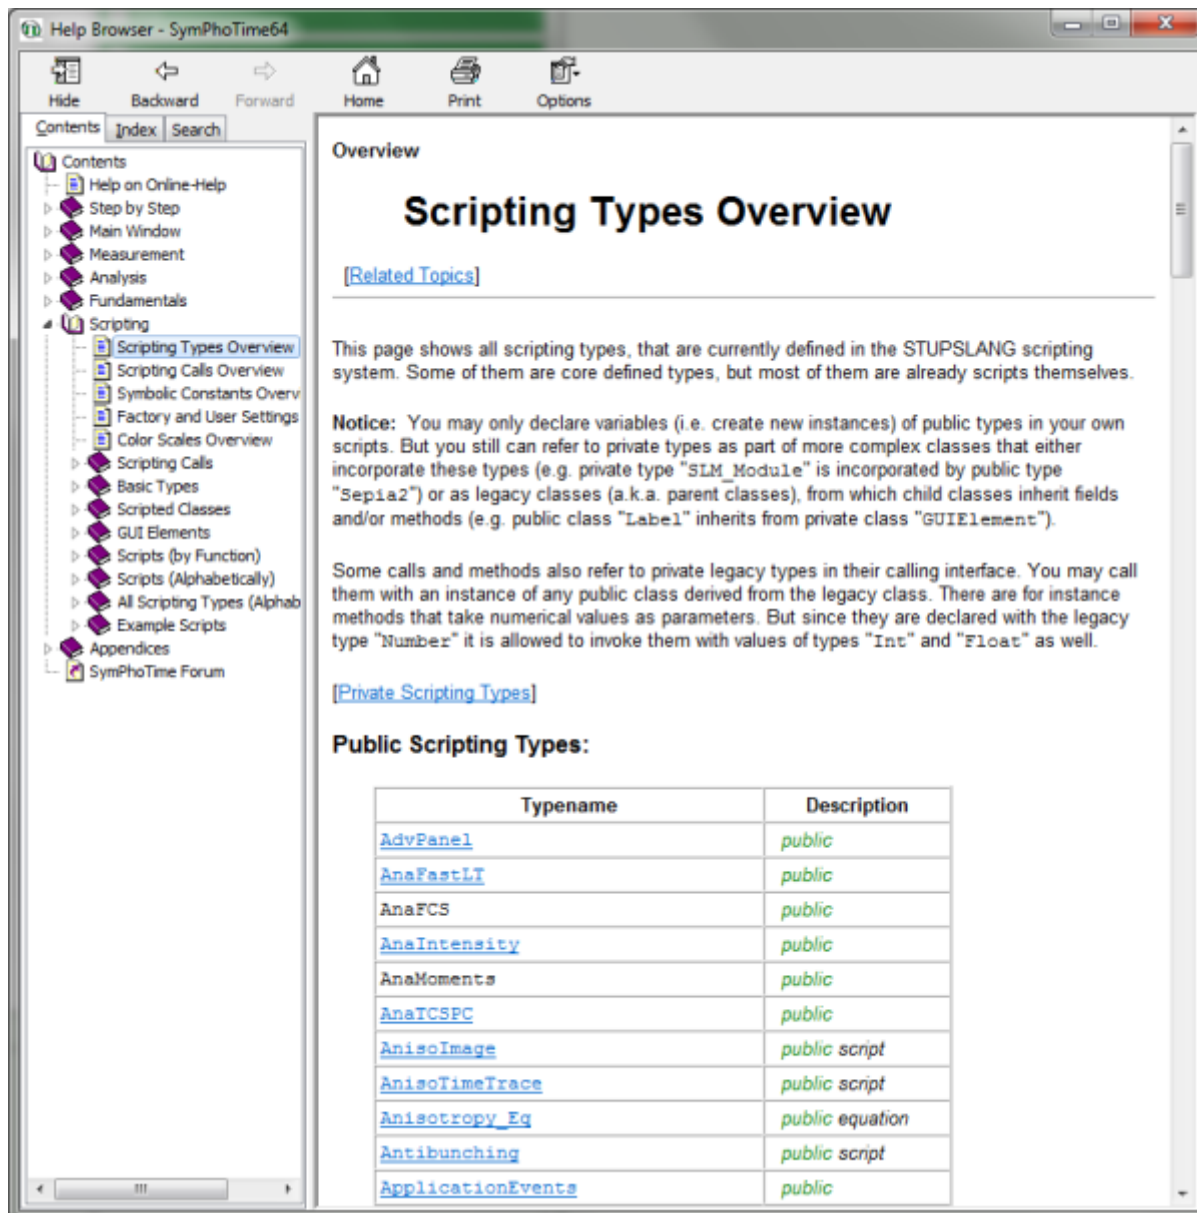 Help Browser - SymPhoTime64
Hide
Backward
Forward
Home
Print
Options
Contents
Index
Search
Contents
Help on Online-Help
Step by Step
Main Window
Measurement
Analysis
Fundamentals
Scripting
Scripting Types Overview
Scripting Calls Overview
Symbolic Constants Overv
Factory and User Settings
Color Scales Overview
Scripting Calls
Basic Types
Scripted Classes
GUI Elements
Scripts (by Function)
Scripts (Alphabetically)
All Scripting Types (Alphab
Example Scripts
Appendices
SymPhoTime Forum
Overview
Scripting Types Overview
[Related Topics]
This page shows all scripting types, that are currently defined in the STUPSLANG scripting
system. Some of them are core defined types, but most of them are already scripts themselves.
Notice: You may only declare variables (i.e. create new instances) of public types in your own
scripts. But you still can refer to private types as part of more complex classes that either
incorporate these types (e.g. private type "SLM_Module" is incorporated by public type
"Sepia2") or as legacy classes (a.k.a. parent classes), from which child classes inherit fields
and/or methods (e.g. public class "Label" inherits from private class "GUIElement").
Some calls and methods also refer to private legacy types in their calling interface. You may call
them with an instance of any public class derived from the legacy class. There are for instance
methods that take numerical values as parameters. But since they are declared with the legacy
type "Number" it is allowed to invoke them with values of types "Int" and "Float" as well.
[Private Scripting Types]
Public Scripting Types:
Typename Description
AdvPanel public
AnaFastLT public
AnaFCS public
AnaIntensity public
AnaMoments public
AnaTCSPC public
AnisoImage public script
AnisoTimeTrace public script
Anisotropy_Eq public equation
Antibunching public script
ApplicationEvents public